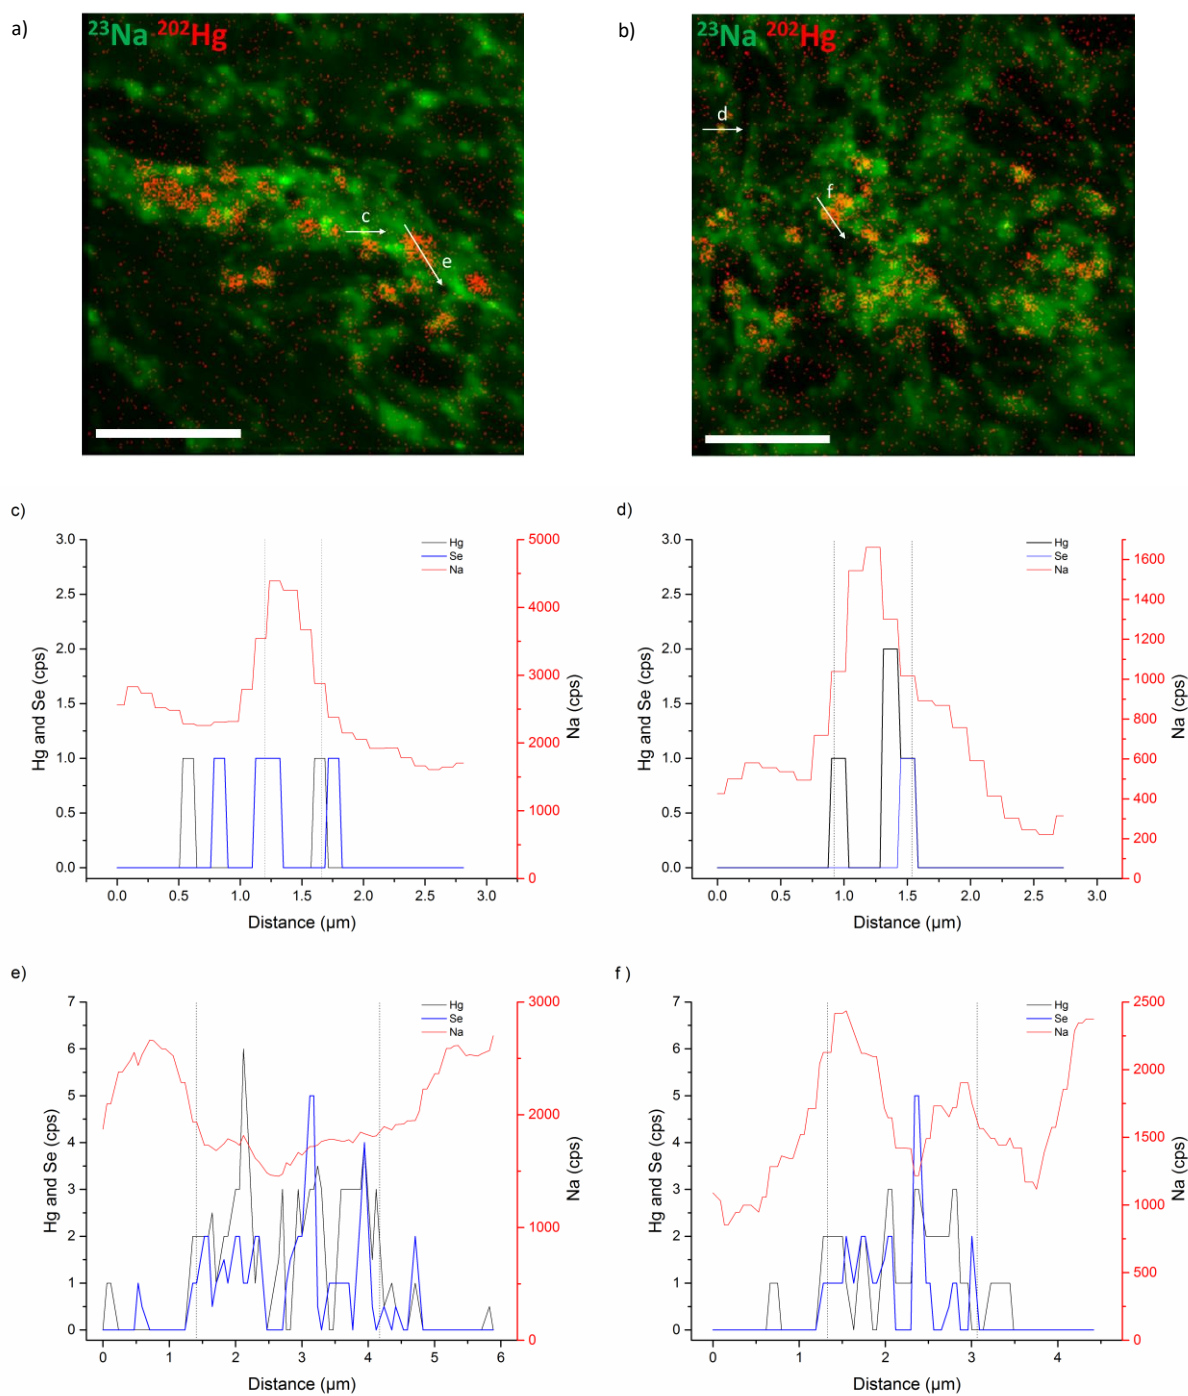 a)
²³Na ²⁰²Hg
c
e
b)
²³Na ²⁰²Hg
d
f
c)
Hg
Se
Na
Hg and Se (cps)
3.0
2.5
2.0
1.5
1.0
0.5
0.0
5000
4000
3000
2000
1000
0
Na (cps)
0.0 0.5 1.0 1.5 2.0 2.5 3.0
Distance (µm)
d)
Hg
Se
Na
Hg and Se (cps)
3.0
2.5
2.0
1.5
1.0
0.5
0.0
1600
1400
1200
1000
800
600
400
200
0
Na (cps)
0.0 0.5 1.0 1.5 2.0 2.5 3.0
Distance (µm)
e)
Hg
Se
Na
Hg and Se (cps)
7
6
5
4
3
2
1
0
3000
2000
1000
0
Na (cps)
0 1 2 3 4 5 6
Distance (µm)
f )
Hg
Se
Na
Hg and Se (cps)
7
6
5
4
3
2
1
0
2500
2000
1500
1000
500
0
Na (cps)
0 1 2 3 4
Distance (µm)